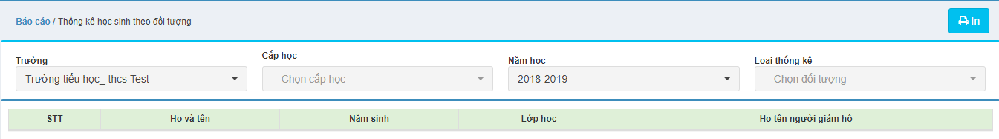 Báo cáo / Thống kê học sinh theo đối tượng
In
Trường
Cấp học
Năm học
Loại thống kê
Trường tiểu học_ thcs Test
-- Chọn cấp học --
2018-2019
-- Chọn đối tượng --
STT
Họ và tên
Năm sinh
Lớp học
Họ tên người giám hộ